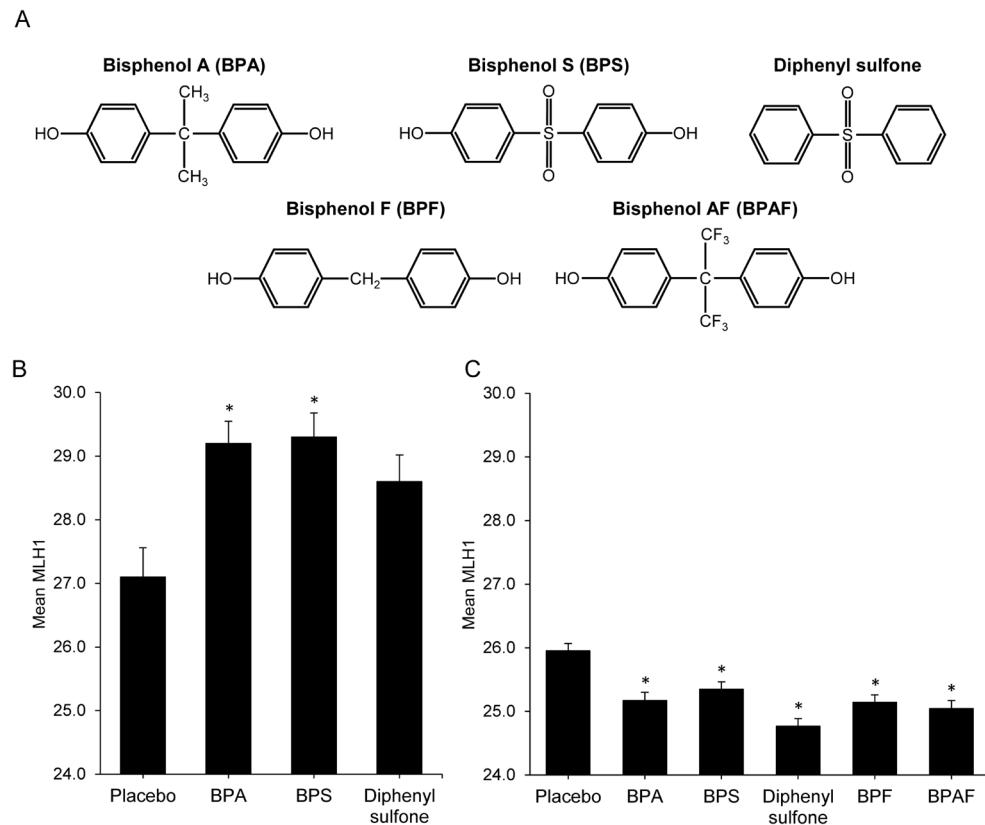 A
Bisphenol A (BPA)
Bisphenol S (BPS)
Diphenyl sulfone
CH3
HO
C
OH
CH3
O
HO
S
OH
O
O
S
O
Bisphenol F (BPF)
Bisphenol AF (BPAF)
HO
CH2
OH
CF3
HO
C
OH
CF3
B
30.0
29.0
28.0
27.0
26.0
25.0
24.0
Mean MLH1
*
*
Placebo
BPA
BPS
Diphenyl
sulfone
C
30.0
29.0
28.0
27.0
26.0
25.0
24.0
Mean MLH1
*
*
*
*
*
Placebo
BPA
BPS
Diphenyl
sulfone
BPF
BPAF